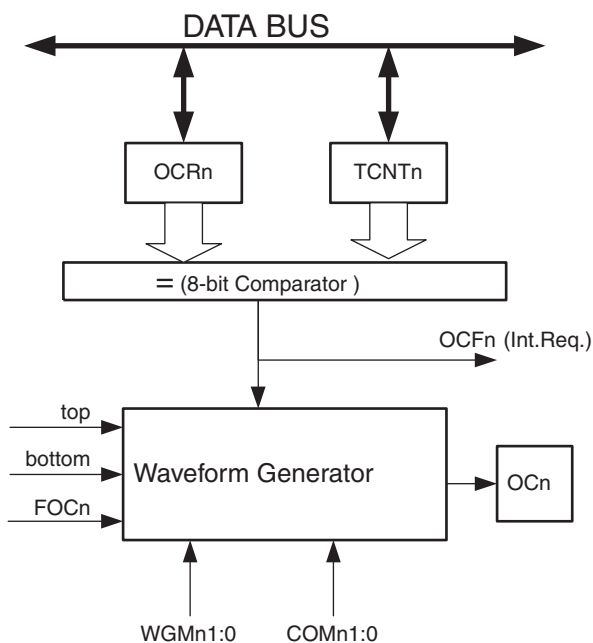 DATA BUS
OCRn
TCNTn
= (8-bit Comparator )
OCFn (Int.Req.)
top
bottom
FOCn
Waveform Generator
OCn
WGMn1:0
COMn1:0